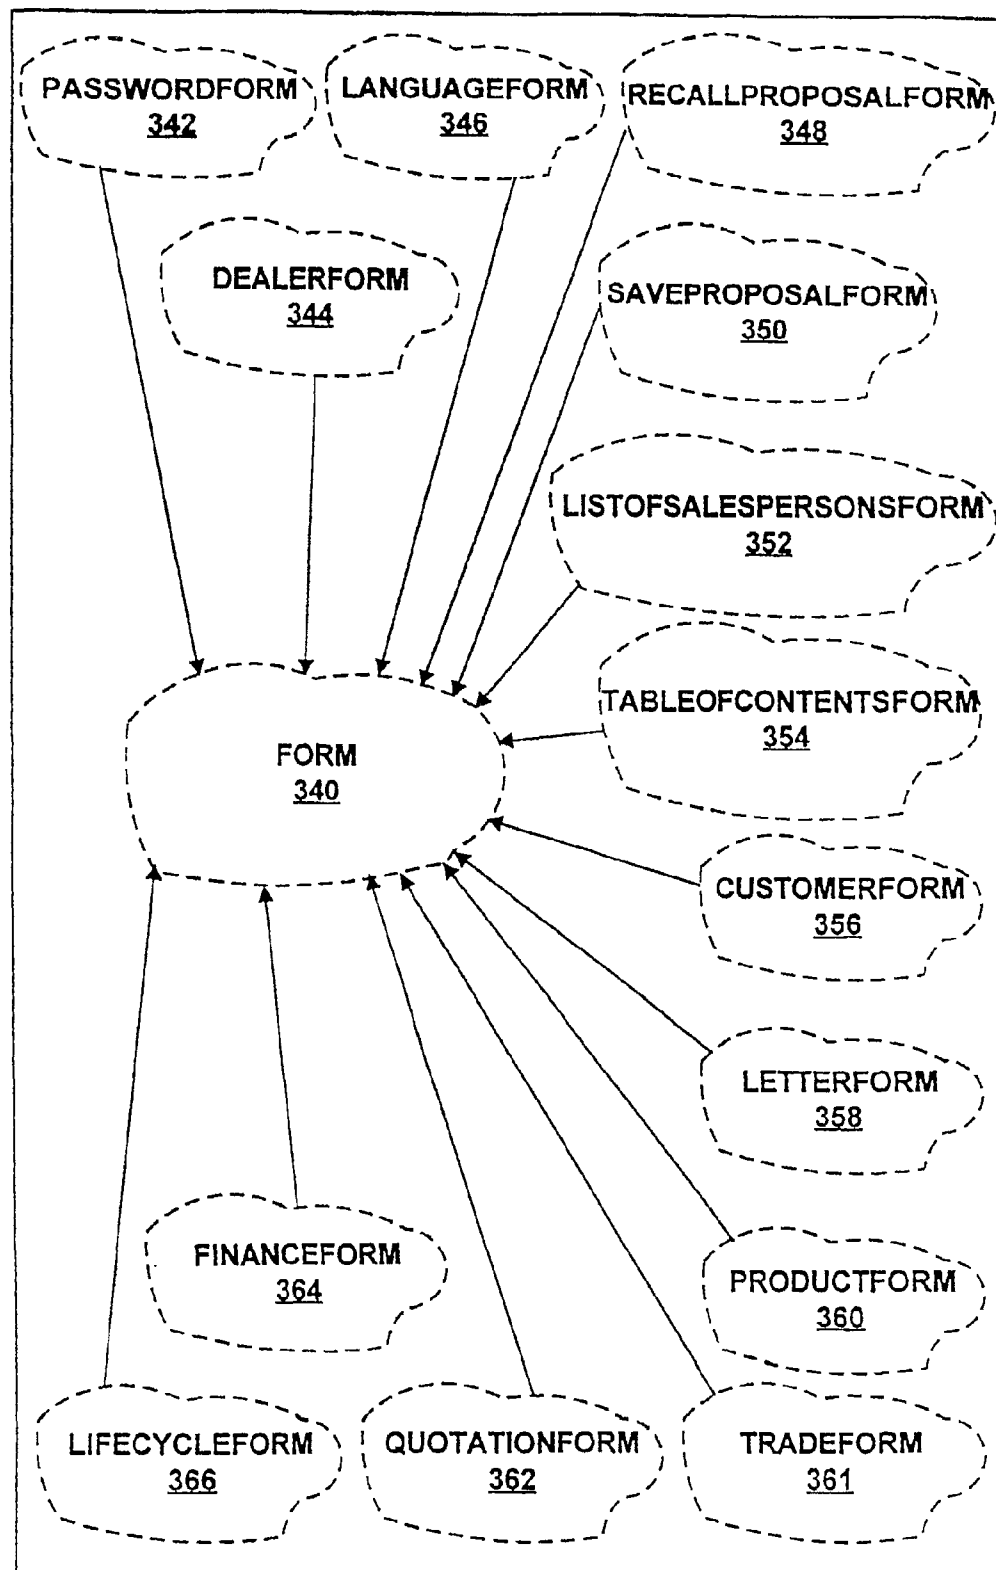 PASSWORDFORM
342
LANGUAGEFORM
346
RECALLPROPOSALFORM
348
DEALERFORM
344
SAVEPROPOSALFORM
350
LISTOFSALESPERSONSFORM
352
TABLEOFCONTENTSFORM
354
FORM
340
CUSTOMERFORM
356
LETTERFORM
358
FINANCEFORM
364
PRODUCTFORM
360
LIFECYCLEFORM
366
QUOTATIONFORM
362
TRADEFORM
361